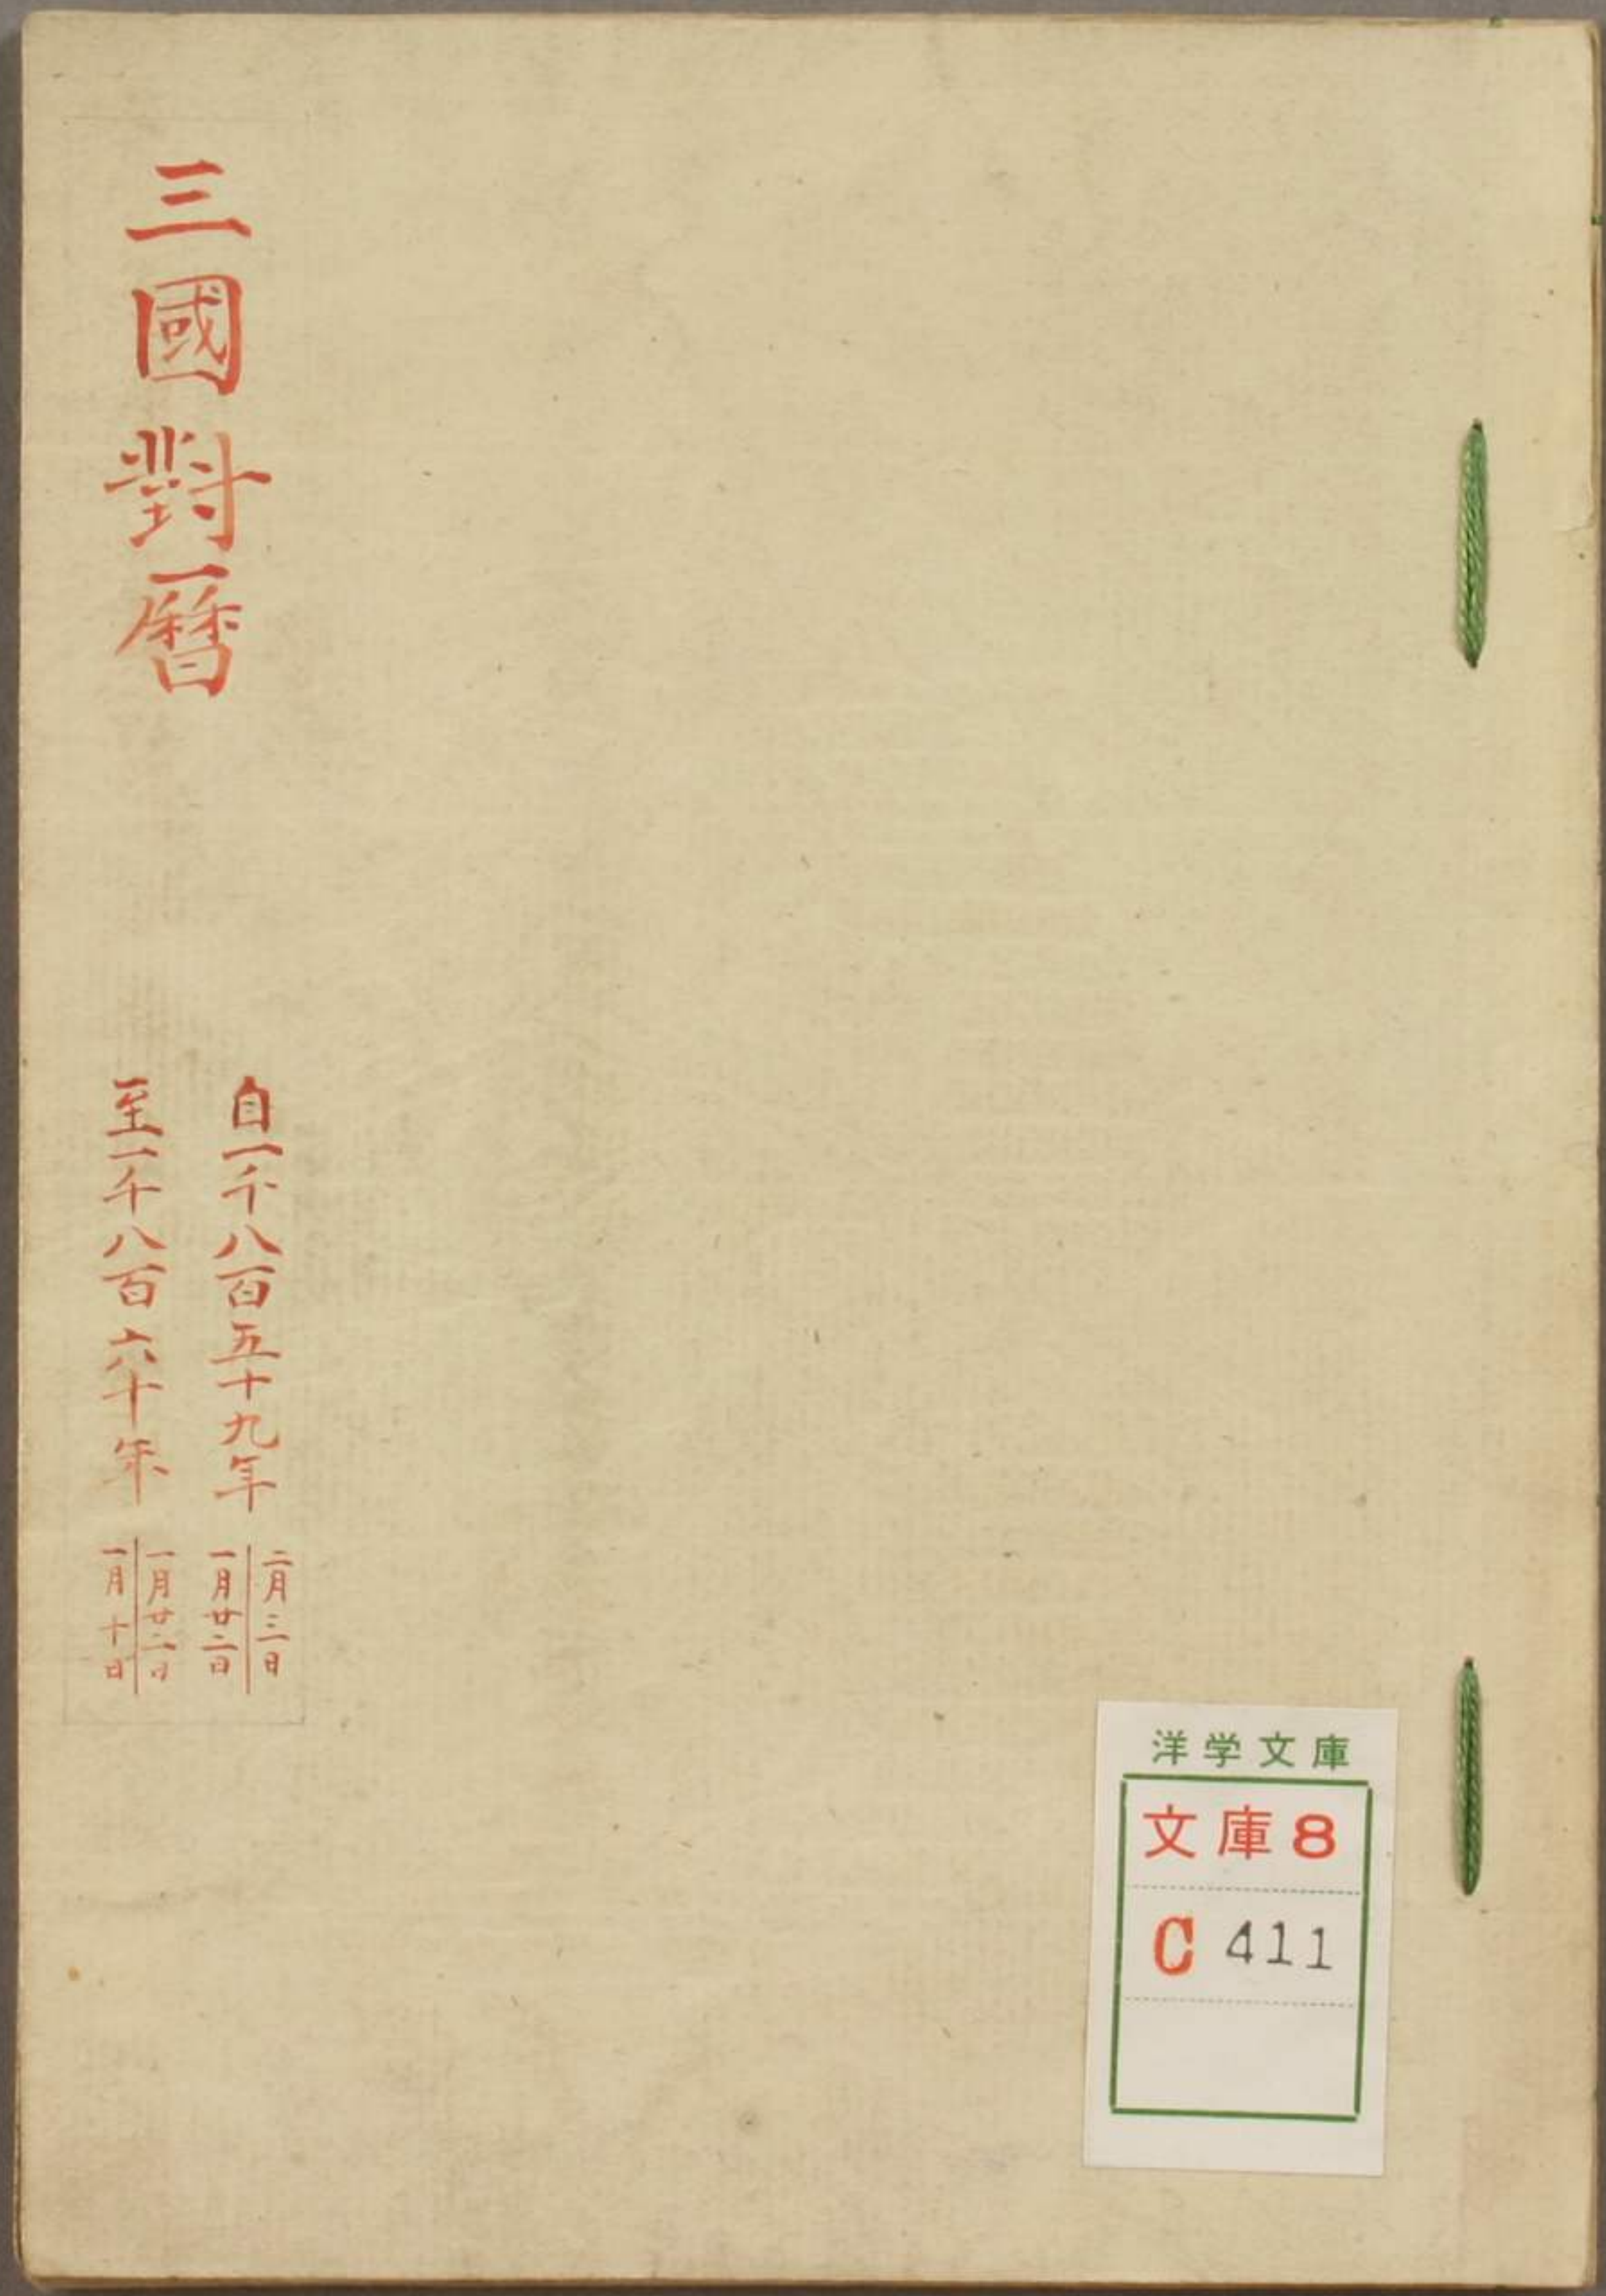 三國對曆
自一千八百五十九年
二月三日
一月廿二日
至一千八百六十年
一月廿二日
一月十日
洋学文庫
文庫8
C 411